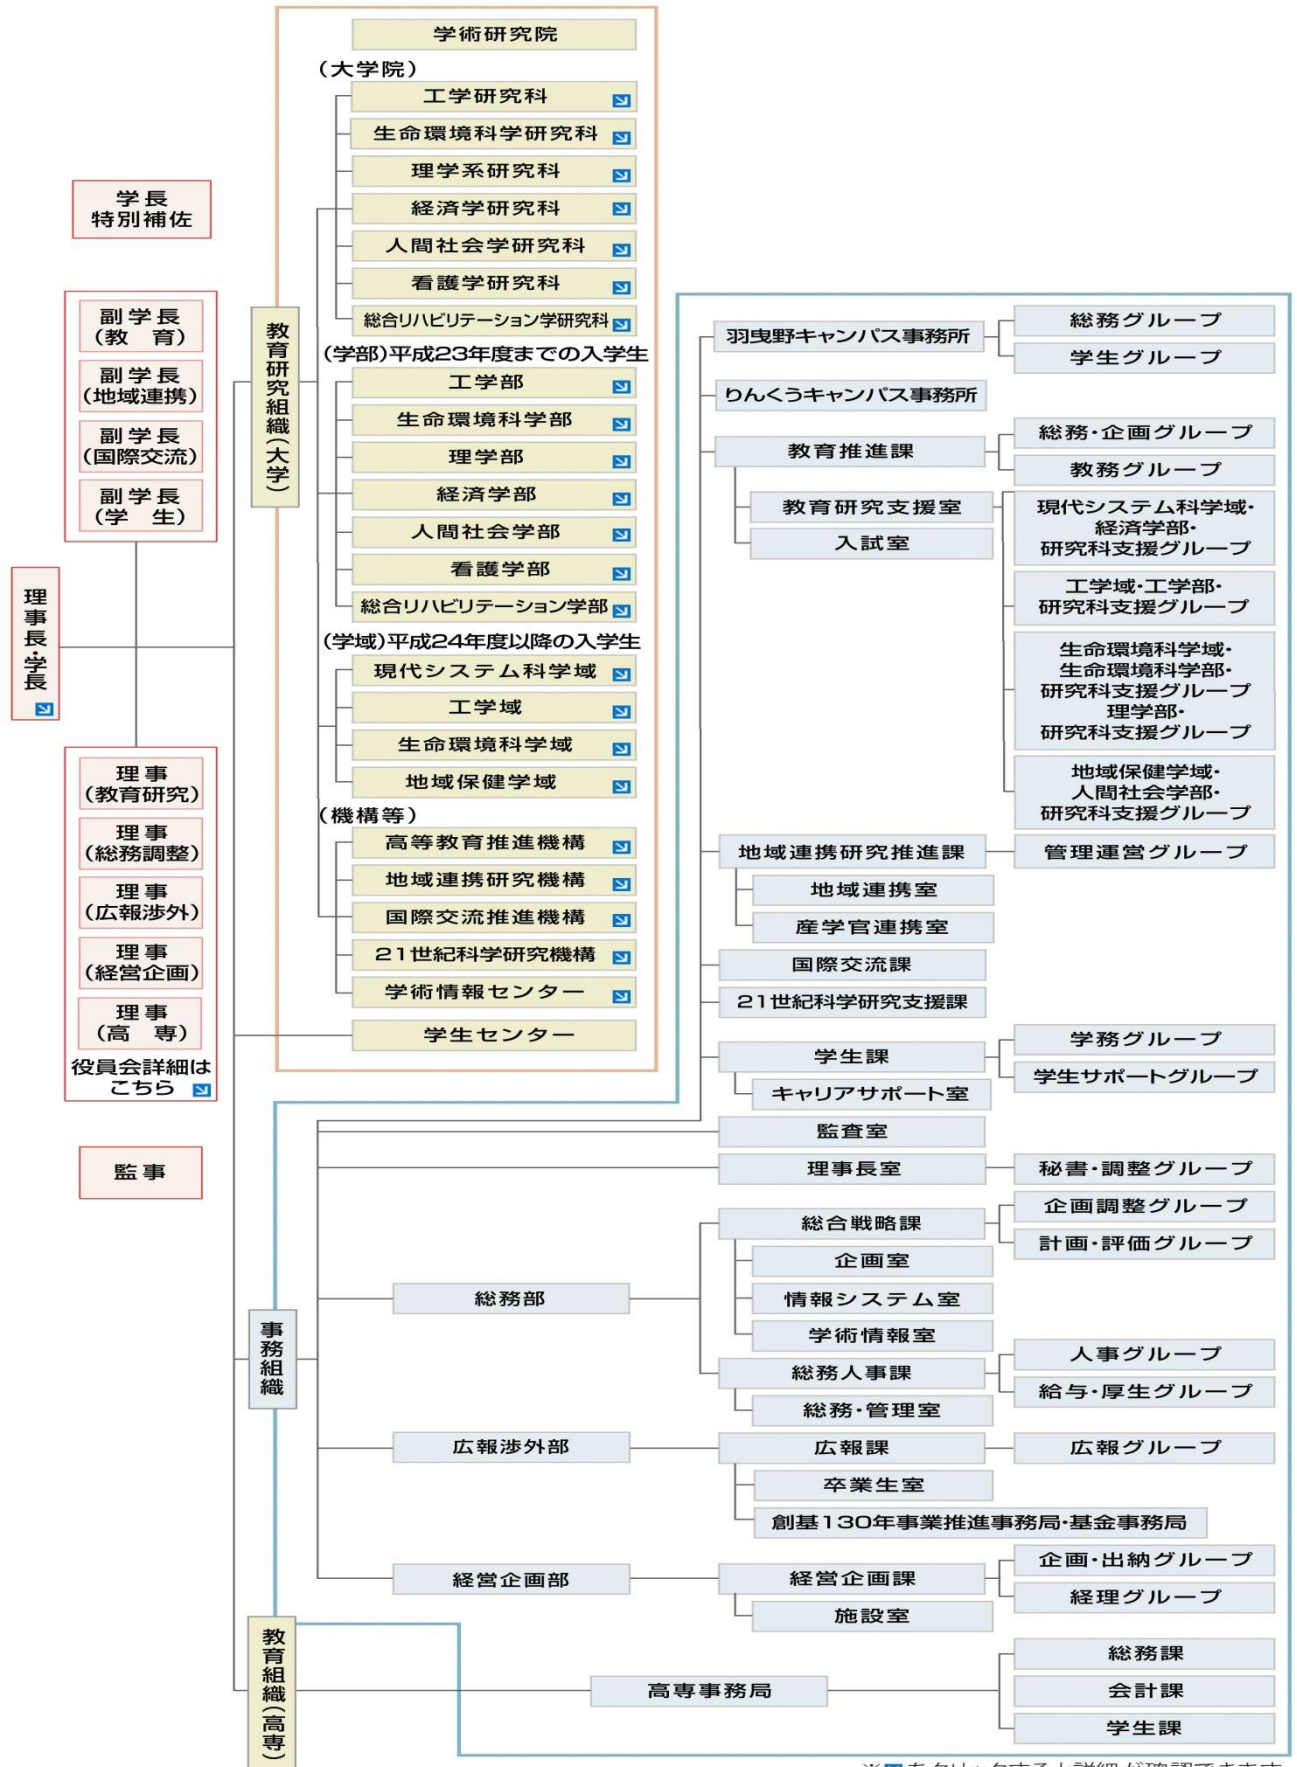 学長
特別補佐
副学長
(教　育)
副学長
(地域連携)
副学長
(国際交流)
副学長
(学　生)
理事長・学長
理事
(教育研究)
理事
(総務調整)
理事
(広報渉外)
理事
(経営企画)
理事
(高　専)
役員会詳細は
こちら
監事
教育研究組織(大学)
学術研究院
(大学院)
工学研究科
生命環境科学研究科
理学系研究科
経済学研究科
人間社会学研究科
看護学研究科
総合リハビリテーション学研究科
(学部)平成23年度までの入学生
工学部
生命環境科学部
理学部
経済学部
人間社会学部
看護学部
総合リハビリテーション学部
(学域)平成24年度以降の入学生
現代システム科学域
工学域
生命環境科学域
地域保健学域
(機構等)
高等教育推進機構
地域連携研究機構
国際交流推進機構
21世紀科学研究機構
学術情報センター
学生センター
事務組織
羽曳野キャンパス事務所
総務グループ
学生グループ
りんくうキャンパス事務所
教育推進課
総務・企画グループ
教務グループ
教育研究支援室
入試室
現代システム科学域・
経済学部・
研究科支援グループ
工学域・工学部・
研究科支援グループ
生命環境科学域・
生命環境科学部・
研究科支援グループ
理学部・
研究科支援グループ
地域保健学域・
人間社会学部・
研究科支援グループ
地域連携研究推進課
管理運営グループ
地域連携室
産学官連携室
国際交流課
21世紀科学研究支援課
学生課
学務グループ
学生サポートグループ
キャリアサポート室
監査室
理事長室
秘書・調整グループ
総務部
総合戦略課
企画調整グループ
計画・評価グループ
企画室
情報システム室
学術情報室
総務人事課
人事グループ
給与・厚生グループ
総務・管理室
広報渉外部
広報課
広報グループ
卒業生室
創基130年事業推進事務局・基金事務局
経営企画部
経営企画課
企画・出納グループ
経理グループ
施設室
教育組織(高専)
高専事務局
総務課
会計課
学生課
※をクリックすると詳細が確認できます